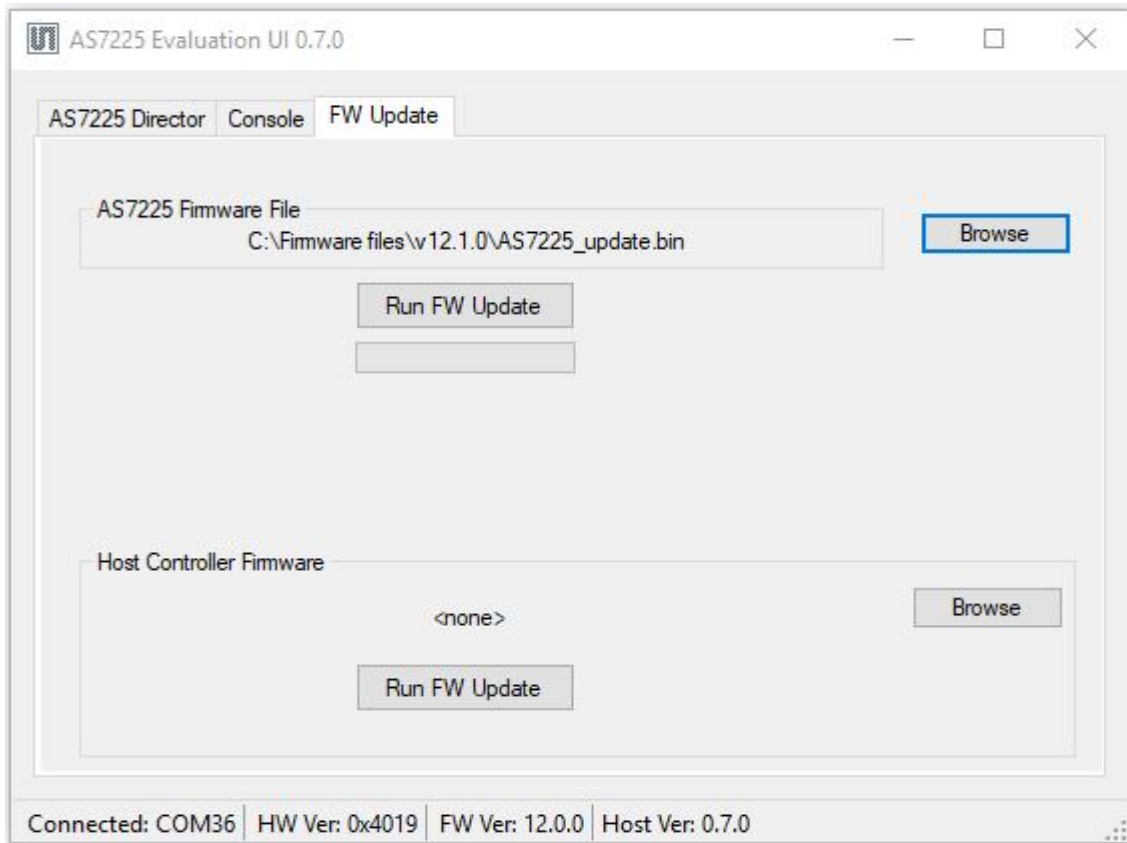 AS7225 Evaluation UI 0.7.0
AS7225 Director Console FW Update
AS7225 Firmware File
C:\Firmware files\v12.1.0\AS7225_update.bin
Browse
Run FW Update
Host Controller Firmware
<none>
Browse
Run FW Update
Connected: COM36 HW Ver: 0x4019 FW Ver: 12.0.0 Host Ver: 0.7.0